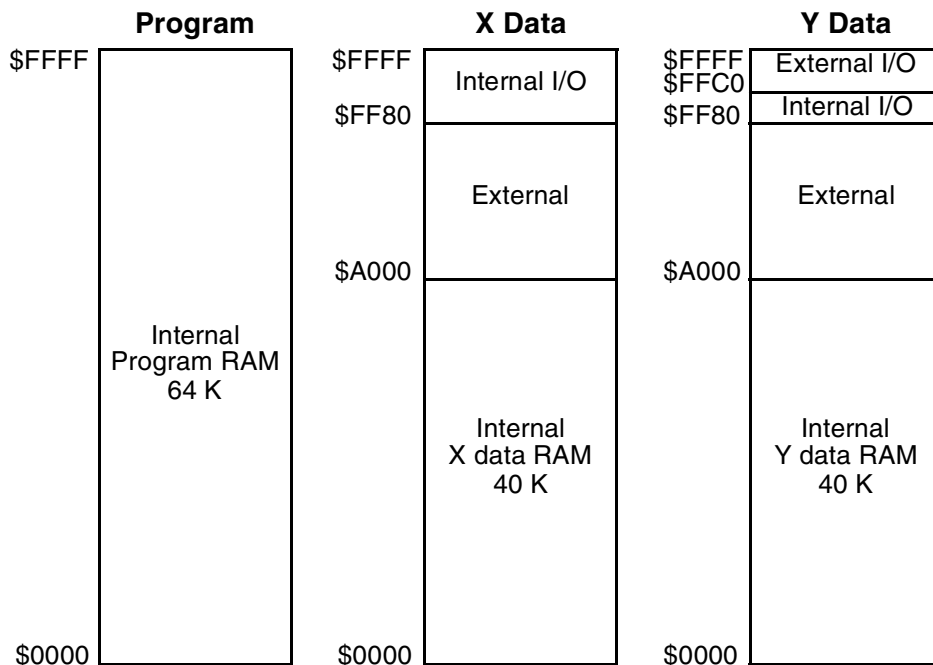 Program
$FFFF
Internal
Program RAM
64 K
$0000
X Data
$FFFF
Internal I/O
$FF80
External
$A000
Internal
X data RAM
40 K
$0000
Y Data
$FFFF
External I/O
$FFC0
Internal I/O
$FF80
External
$A000
Internal
Y data RAM
40 K
$0000